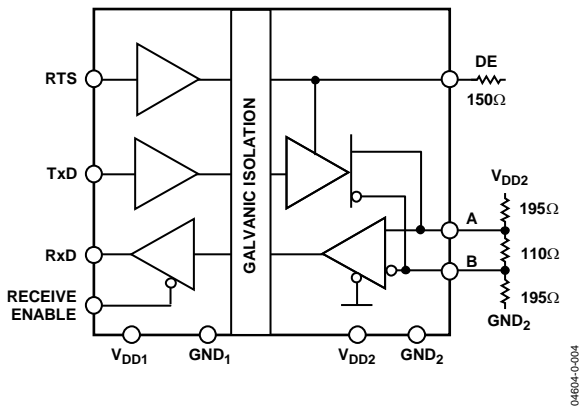 RTS
DE
150Ω
TxD
GALVANIC ISOLATION
VDD2
195Ω
A
110Ω
RxD
B
195Ω
RECEIVE
ENABLE
GND2
VDD1
GND1
VDD2
GND2
04604-0-004